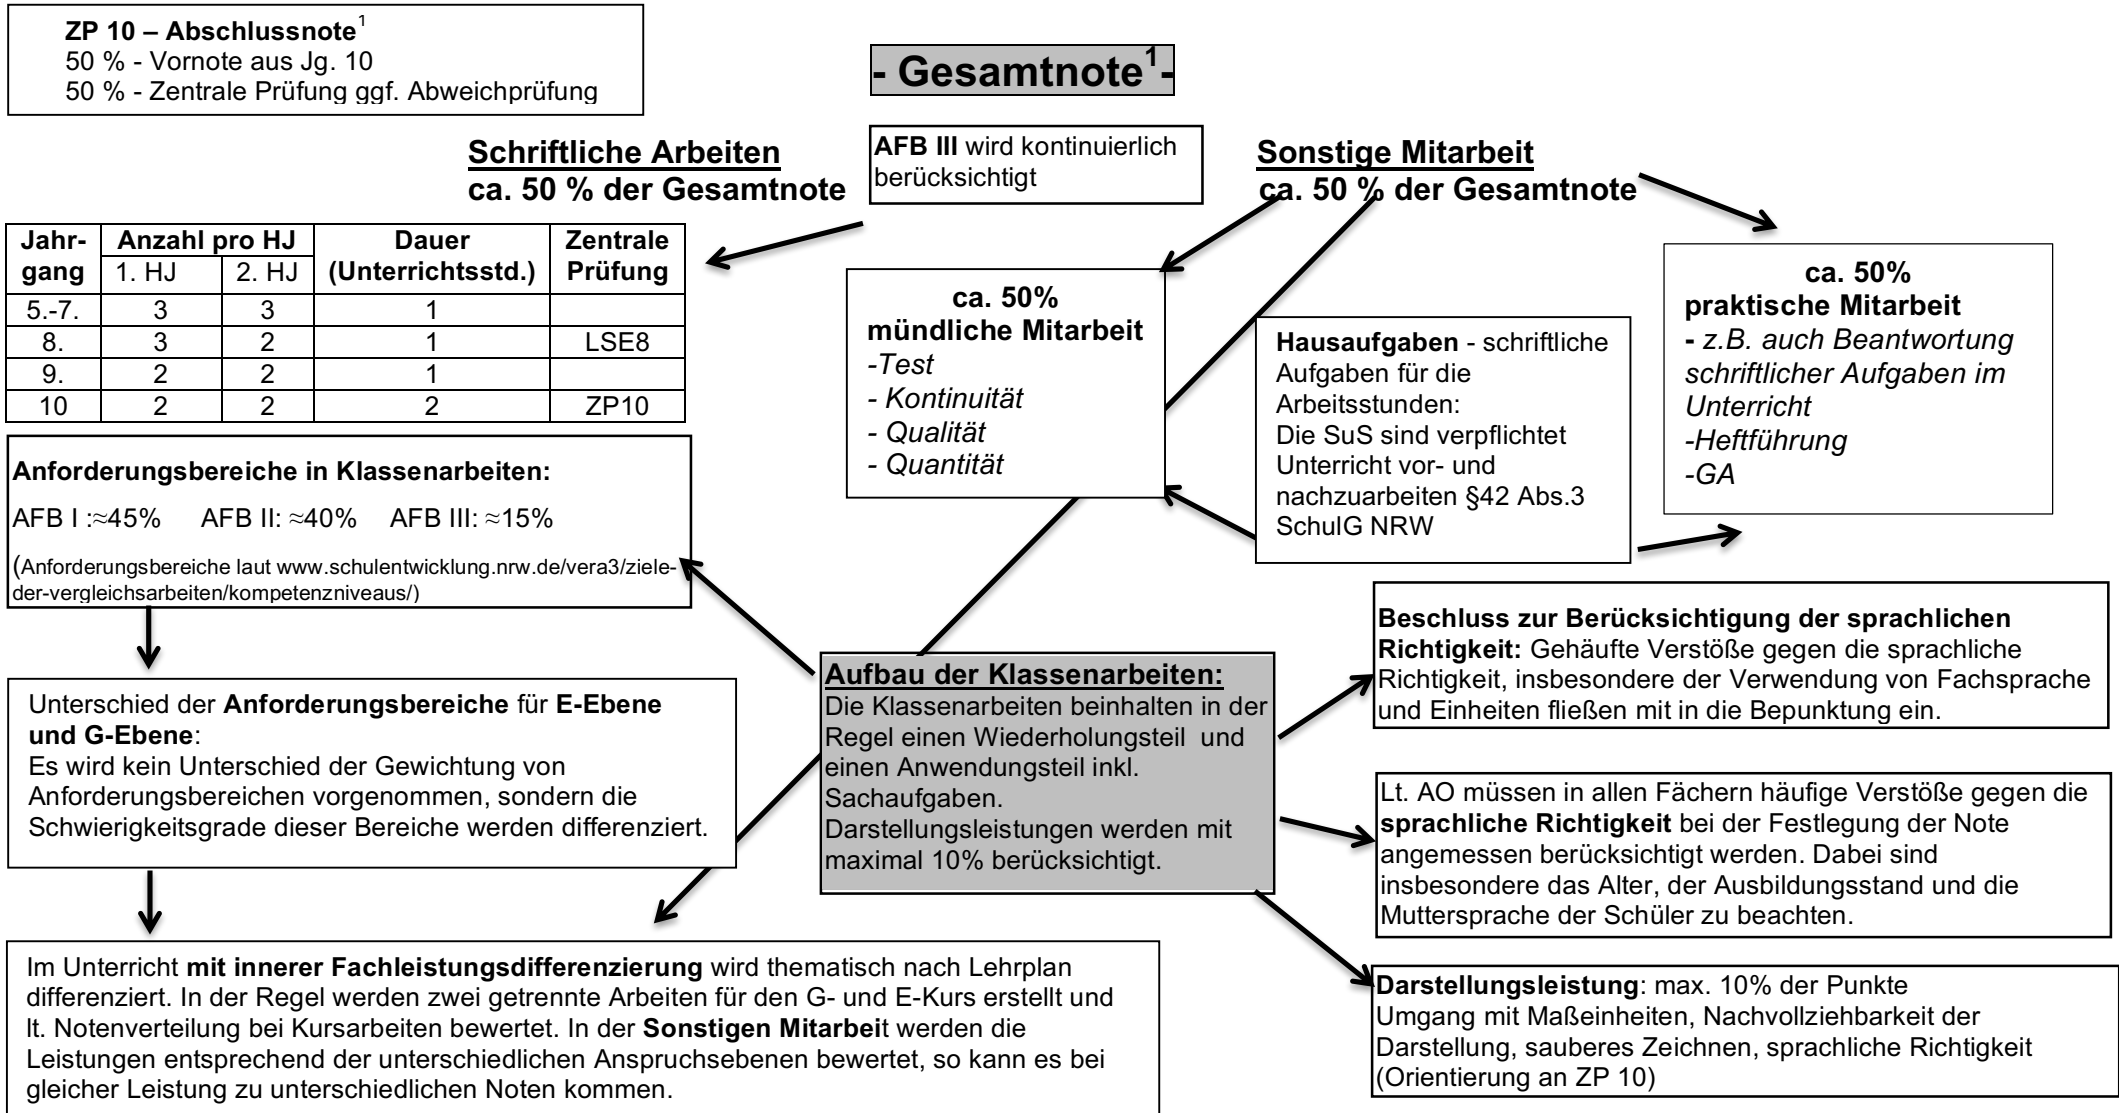 ZP 10 – Abschlussnote¹
50 % - Vornote aus Jg. 10
50 % - Zentrale Prüfung ggf. Abweichprüfung
- Gesamtnote¹-
Schriftliche Arbeiten
ca. 50 % der Gesamtnote
AFB III wird kontinuierlich
berücksichtigt
Sonstige Mitarbeit
ca. 50 % der Gesamtnote
Jahr- Anzahl pro HJ Dauer Zentrale
gang 1. HJ 2. HJ (Unterrichtsstd.) Prüfung
5.-7. 3 3 1
8. 3 2 1 LSE8
9. 2 2 1
10 2 2 2 ZP10
ca. 50%
mündliche Mitarbeit
-Test
- Kontinuität
- Qualität
- Quantität
Hausaufgaben - schriftliche
Aufgaben für die
Arbeitsstunden:
Die SuS sind verpflichtet
Unterricht vor- und
nachzuarbeiten §42 Abs.3
SchulG NRW
ca. 50%
praktische Mitarbeit
- z.B. auch Beantwortung
schriftlicher Aufgaben im
Unterricht
-Heftführung
-GA
Anforderungsbereiche in Klassenarbeiten:
AFB I :≈45% AFB II: ≈40% AFB III: ≈15%
(Anforderungsbereiche laut www.schulentwicklung.nrw.de/vera3/ziele-
der-vergleichsarbeiten/kompetenzniveaus/)
Unterschied der Anforderungsbereiche für E-Ebene
und G-Ebene:
Es wird kein Unterschied der Gewichtung von
Anforderungsbereichen vorgenommen, sondern die
Schwierigkeitsgrade dieser Bereiche werden differenziert.
Aufbau der Klassenarbeiten:
Die Klassenarbeiten beinhalten in der
Regel einen Wiederholungsteil und
einen Anwendungsteil inkl.
Sachaufgaben.
Darstellungsleistungen werden mit
maximal 10% berücksichtigt.
Beschluss zur Berücksichtigung der sprachlichen
Richtigkeit: Gehäufte Verstöße gegen die sprachliche
Richtigkeit, insbesondere der Verwendung von Fachsprache
und Einheiten fließen mit in die Bepunktung ein.
Lt. AO müssen in allen Fächern häufige Verstöße gegen die
sprachliche Richtigkeit bei der Festlegung der Note
angemessen berücksichtigt werden. Dabei sind
insbesondere das Alter, der Ausbildungsstand und die
Muttersprache der Schüler zu beachten.
Im Unterricht mit innerer Fachleistungsdifferenzierung wird thematisch nach Lehrplan
differenziert. In der Regel werden zwei getrennte Arbeiten für den G- und E-Kurs erstellt und
lt. Notenverteilung bei Kursarbeiten bewertet. In der Sonstigen Mitarbeit werden die
Leistungen entsprechend der unterschiedlichen Anspruchsebenen bewertet, so kann es bei
gleicher Leistung zu unterschiedlichen Noten kommen.
Darstellungsleistung: max. 10% der Punkte
Umgang mit Maßeinheiten, Nachvollziehbarkeit der
Darstellung, sauberes Zeichnen, sprachliche Richtigkeit
(Orientierung an ZP 10)